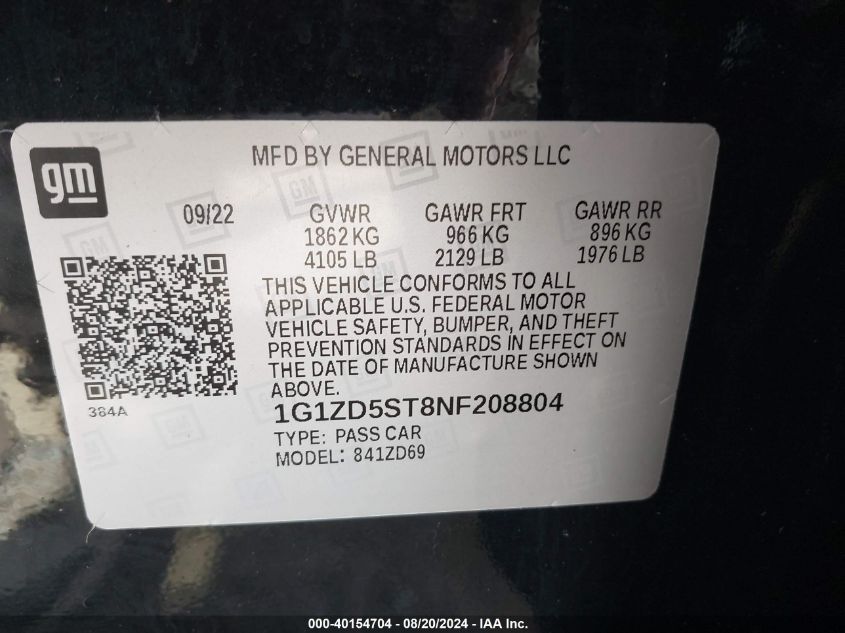 MFD BY GENERAL MOTORS LLC
gm
09/22 GVWR GAWR FRT GAWR RR
1862 KG 966 KG 896 KG
4105 LB 2129 LB 1976 LB
THIS VEHICLE CONFORMS TO ALL
APPLICABLE U.S. FEDERAL MOTOR
VEHICLE SAFETY, BUMPER, AND THEFT
PREVENTION STANDARDS IN EFFECT ON
THE DATE OF MANUFACTURE SHOWN
ABOVE.
384A
1G1ZD5ST8NF208804
TYPE: PASS CAR
MODEL: 841ZD69
000-40154704 - 08/20/2024 - IAA Inc.